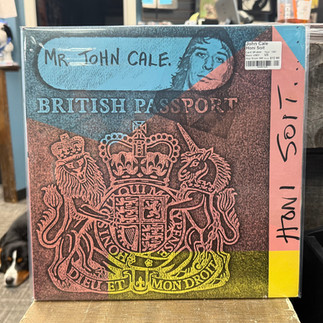 MR. JOHN CALE.
John Cale
Honi Soit
BRITISH PASSPORT
HONI SOIT..
DIEU ET MON DROIT